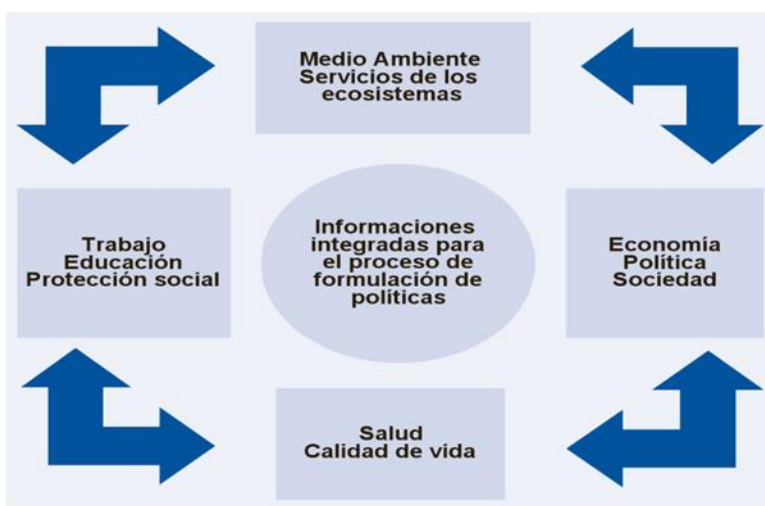 Medio Ambiente
Servicios de los
ecosistemas
Trabajo
Educación
Protección social
Informaciones
integradas para
el proceso de
formulación de
políticas
Economía
Política
Sociedad
Salud
Calidad de vida